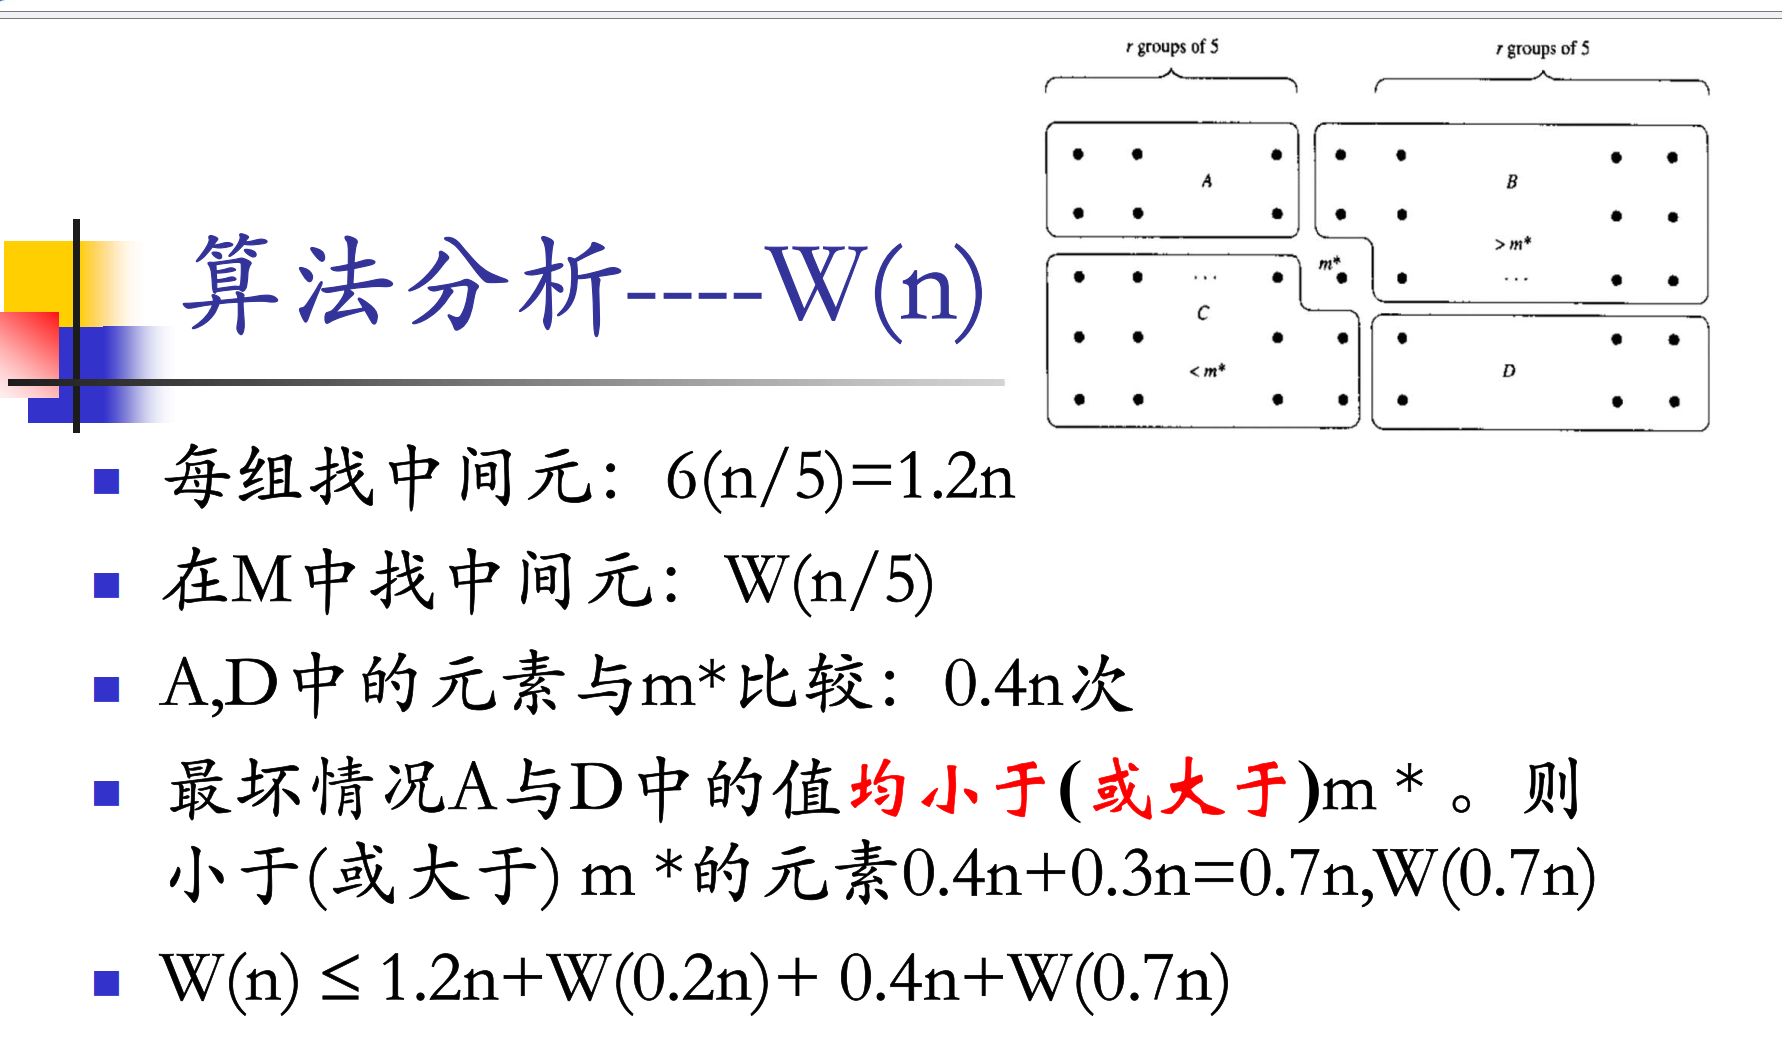 r groups of 5
r groups of 5
A
B
> m*
m*
...
...
C
< m*
D
算法分析----W(n)
每组找中间元：6(n/5)=1.2n
在M中找中间元：W(n/5)
A,D中的元素与m*比较：0.4n次
最坏情况A与D中的值均小于(或大于)m * 。则
小于(或大于) m *的元素0.4n+0.3n=0.7n,W(0.7n)
W(n) ≤ 1.2n+W(0.2n)+ 0.4n+W(0.7n)